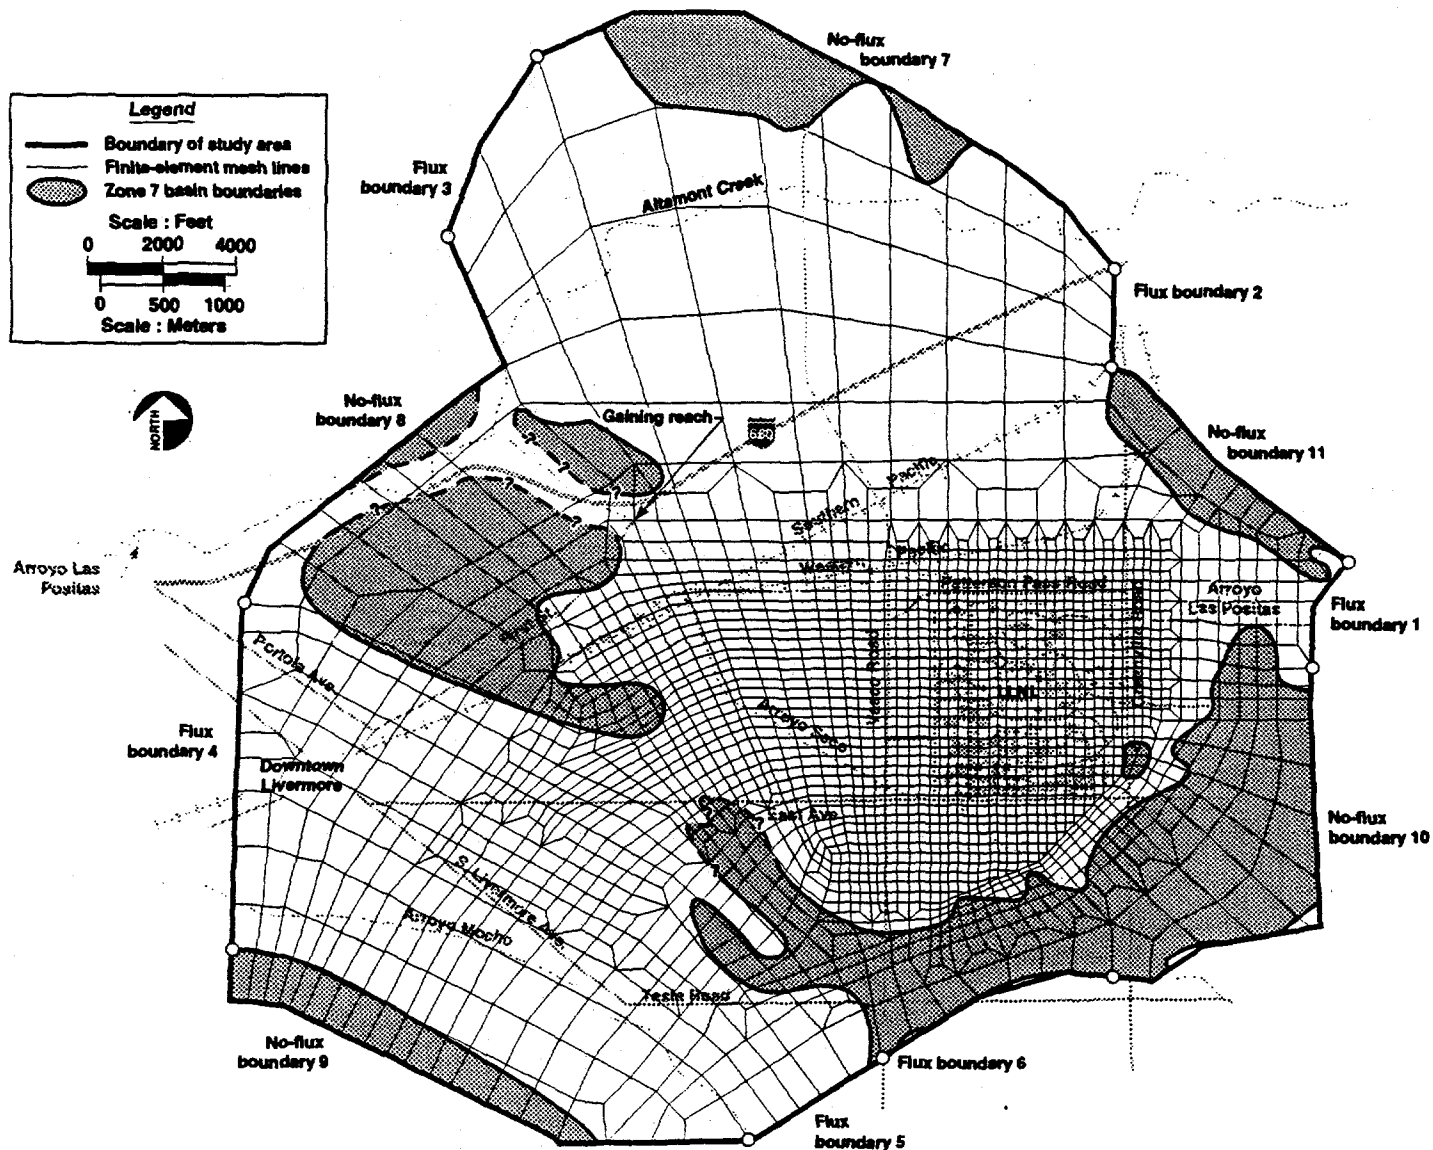 No-flux
boundary 7
Legend
Boundary of study area
Finite-element mesh lines
Zone 7 basin boundaries
Scale : Feet
0 2000 4000
0 500 1000
Scale : Meters
Flux
boundary 3
Altamont Creek
Flux boundary 2
NORTH
No-flux
boundary 8
Gaining reach
No-flux
boundary 11
-?-
?
?
?
-?-
?
Southern Pacific
Western Pacific
Arroyo Las
Positas
Patterson Pass Road
Arroyo
Las Positas
Flux
boundary 1
First St.
Portola Ave.
Vasco Road
Greenville Road
LLNL
Arroyo Seco
Flux
boundary 4
Downtown
Livermore
East Ave.
?
?
?
No-flux
boundary 10
S. Livermore Ave.
Arroyo Mocho
Tesla Road
No-flux
boundary 9
Flux boundary 6
Flux
boundary 5